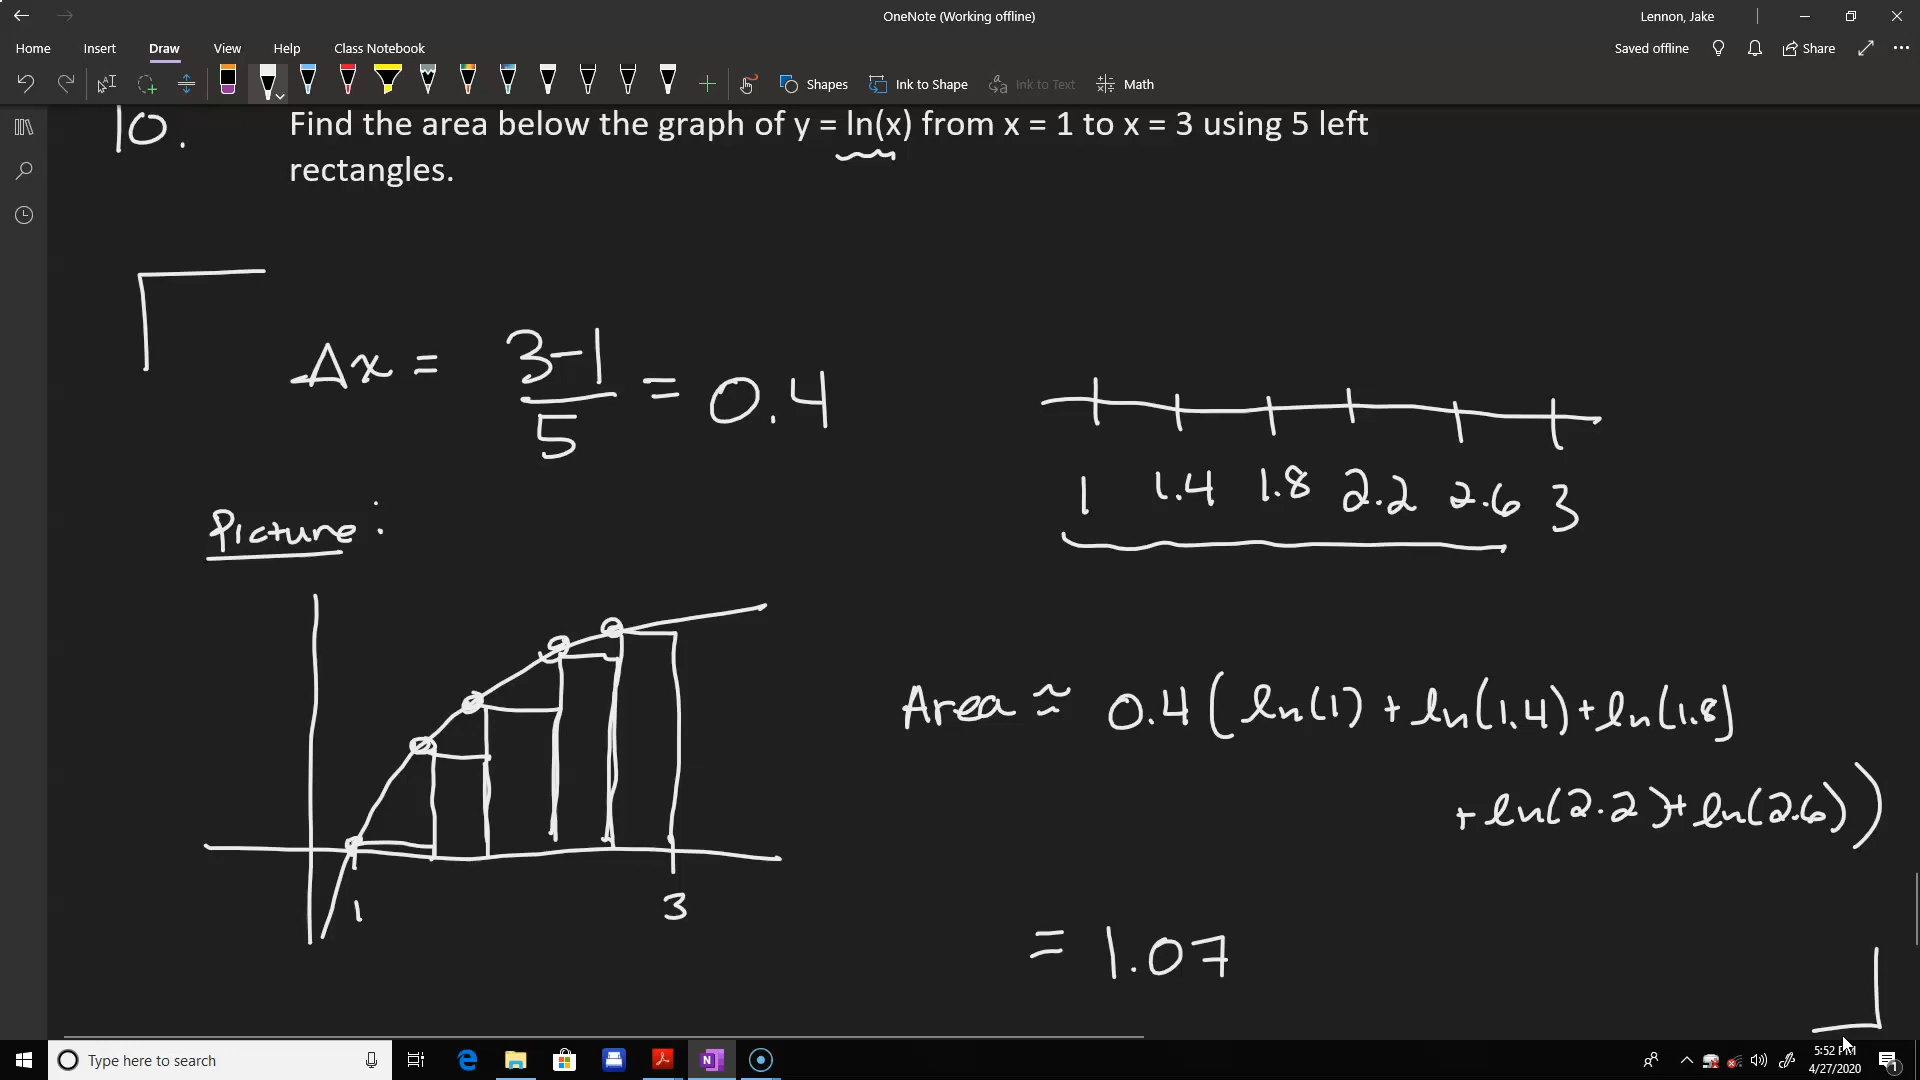 OneNote (Working offline)
Lennon, Jake
Home Insert Draw View Help Class Notebook
Saved offline Share
Shapes Ink to Shape Ink to Text Math
10. Find the area below the graph of y = ln(x) from x = 1 to x = 3 using 5 left
rectangles.
Δx = 3-1/5 = 0.4
1 1.4 1.8 2.2 2.6 3
Picture:
Area ≈ 0.4(ln(1) + ln(1.4) + ln(1.8)
+ ln(2.2) + ln(2.6))
1 3
= 1.07
Type here to search
5:52 PM
4/27/2020
1